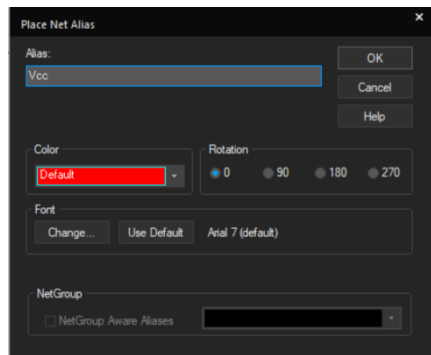 Place Net Alias
×
Alias:
Vcc
OK
Cancel
Help
Color
Default
Rotation
0 90 180 270
Font
Change... Use Default Arial 7 (default)
NetGroup
NetGroup Aware Aliases